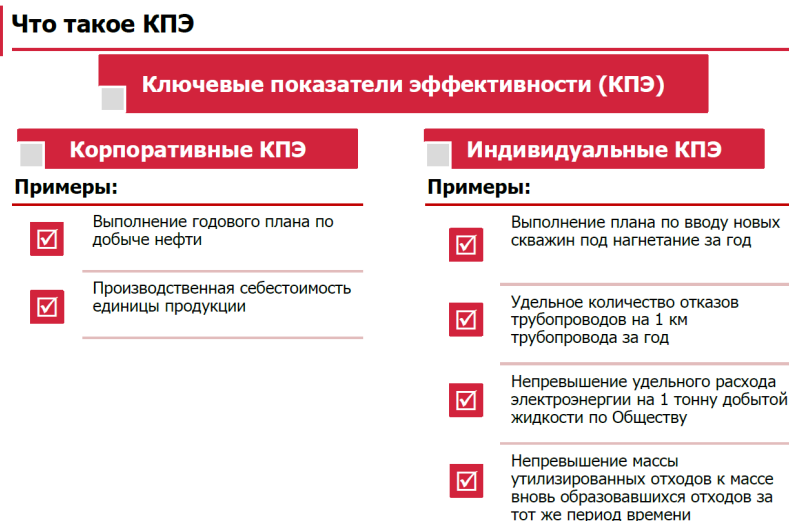 Что такое КПЭ
Ключевые показатели эффективности (КПЭ)
Корпоративные КПЭ
Примеры:
Выполнение годового плана по
добыче нефти
Производственная себестоимость
единицы продукции
Индивидуальные КПЭ
Примеры:
Выполнение плана по вводу новых
скважин под нагнетание за год
Удельное количество отказов
трубопроводов на 1 км
трубопровода за год
Непревышение удельного расхода
электроэнергии на 1 тонну добытой
жидкости по Обществу
Непревышение массы
утилизированных отходов к массе
вновь образовавшихся отходов за
тот же период времени